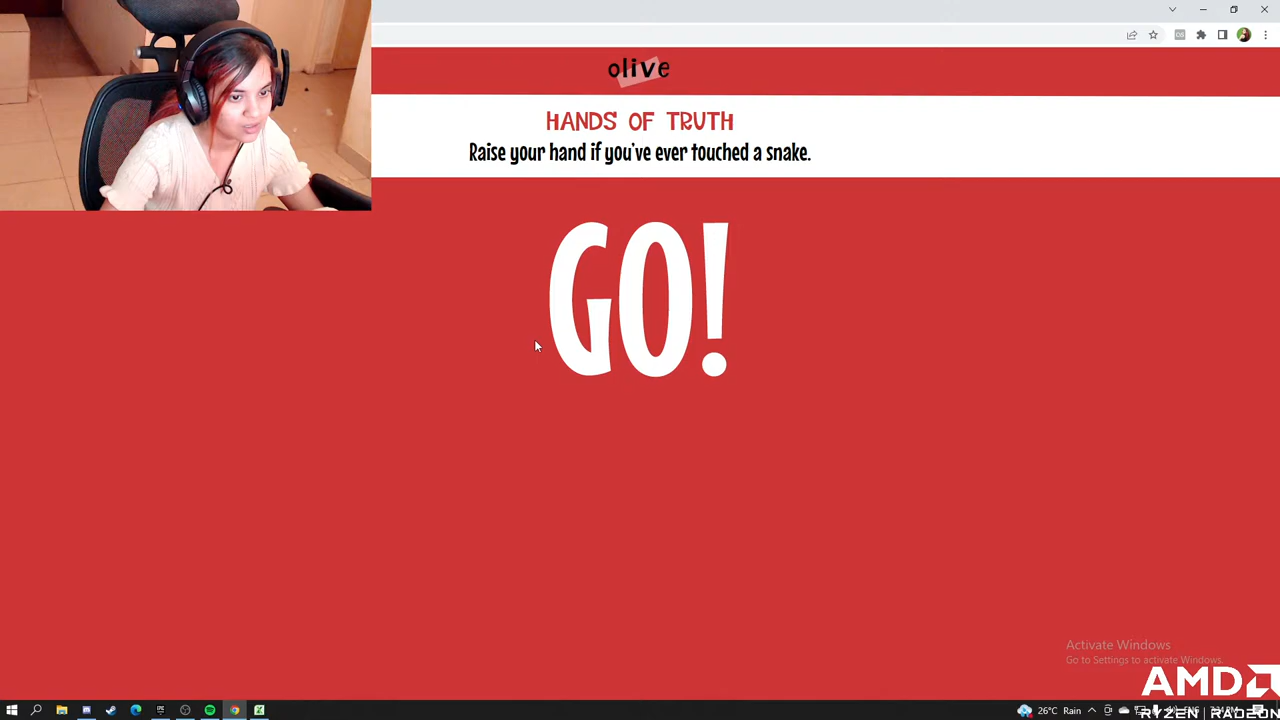 olive
HANDS OF TRUTH
Raise your hand if you've ever touched a snake.
GO!
Activate Windows
Go to Settings to activate Windows.
AMD
RYZEN | RADEON
26°C Rain